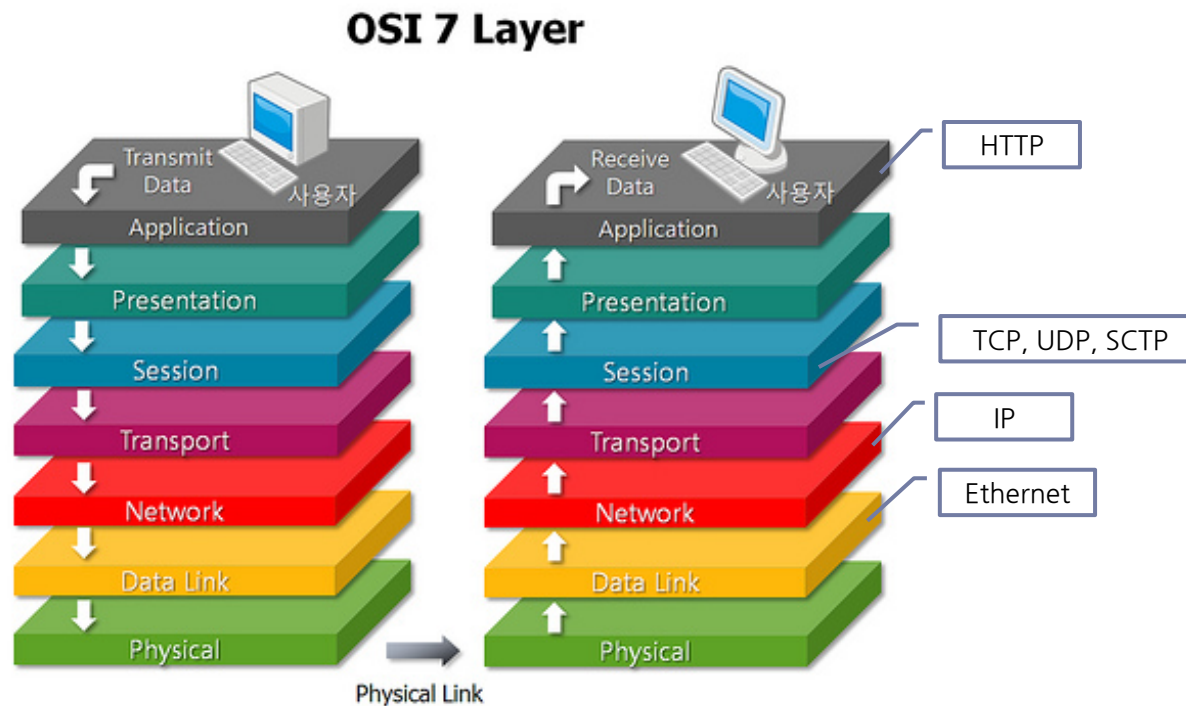 OSI 7 Layer
Transmit
Data
사용자
Application
Presentation
Session
Transport
Network
Data Link
Physical
Physical Link
Receive
Data
사용자
Application
Presentation
Session
Transport
Network
Data Link
Physical
HTTP
TCP, UDP, SCTP
IP
Ethernet